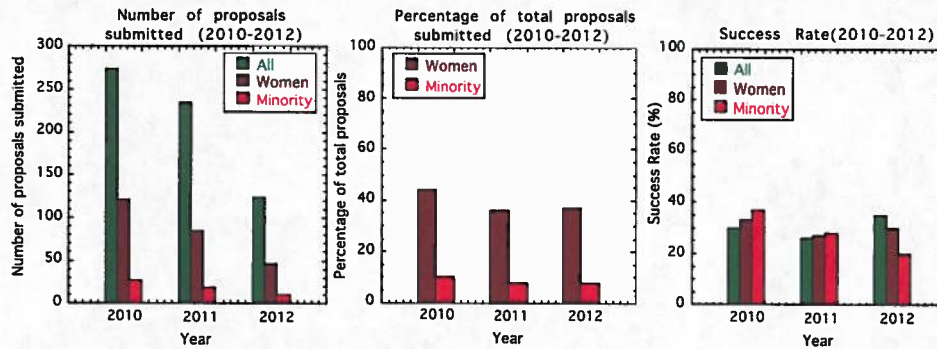 Number of proposals
submitted (2010-2012)
300
250
200
150
100
50
0
Number of proposals submitted
All
Women
Minority
2010 2011 2012
Year
Percentage of total proposals
submitted (2010-2012)
100
80
60
40
20
0
Percentage of total proposals
Women
Minority
2010 2011 2012
Year
Success Rate(2010-2012)
100
80
60
40
20
0
Success Rate (%)
All
Women
Minority
2010 2011 2012
Year